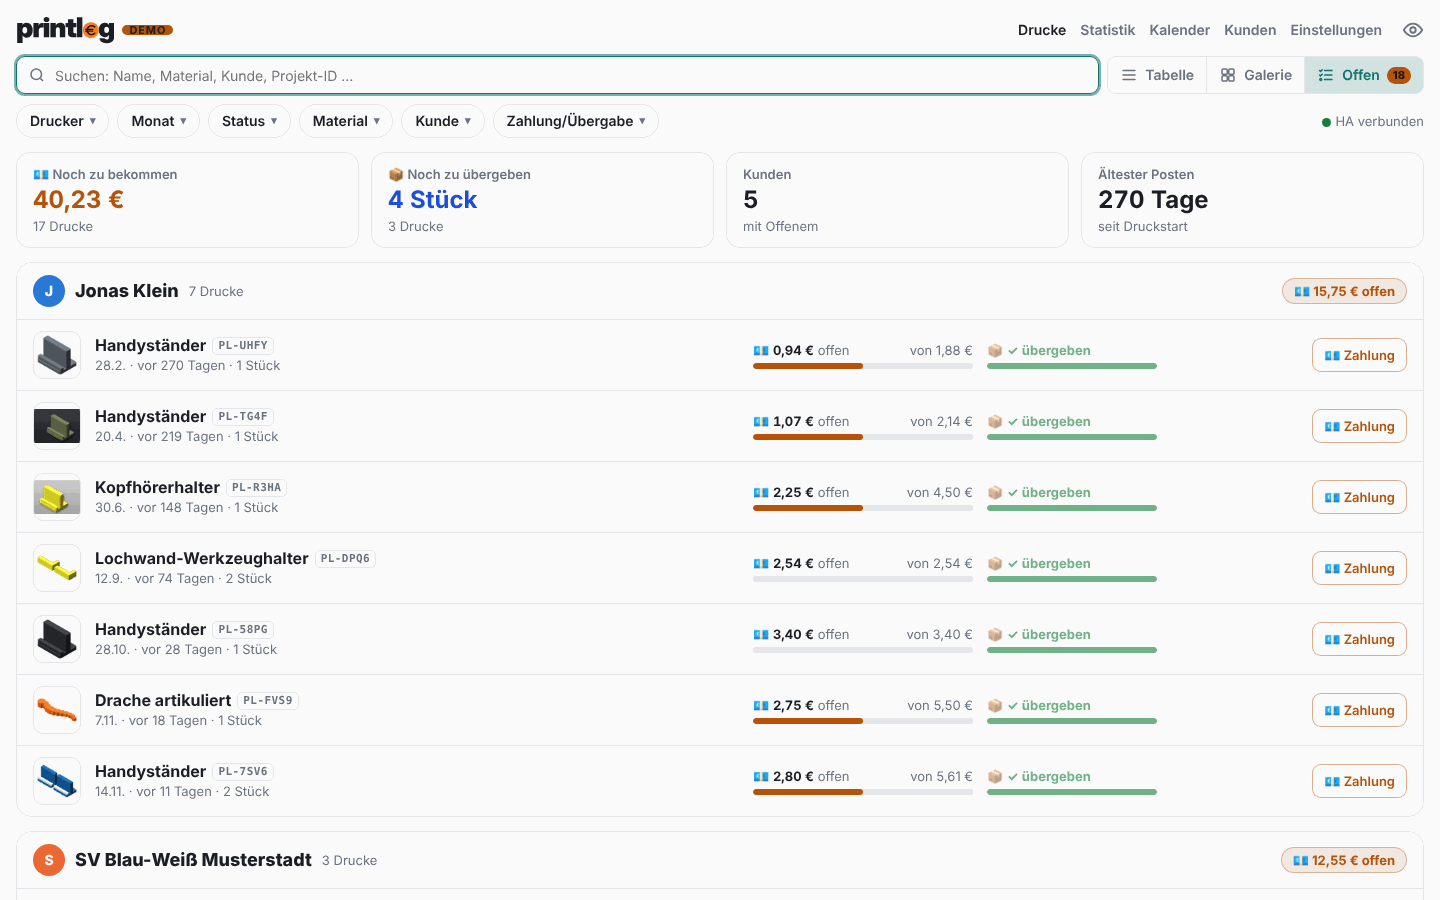 printl€g DEMO
Drucke Statistik Kalender Kunden Einstellungen
Suchen: Name, Material, Kunde, Projekt-ID ...
Tabelle Galerie Offen 18
Drucker ▾ Monat ▾ Status ▾ Material ▾ Kunde ▾ Zahlung/Übergabe ▾
HA verbunden
Noch zu bekommen
40,23 €
17 Drucke
Noch zu übergeben
4 Stück
3 Drucke
Kunden
5
mit Offenem
Ältester Posten
270 Tage
seit Druckstart
J Jonas Klein 7 Drucke 15,75 € offen
Handyständer PL-UHFY
28.2. · vor 270 Tagen · 1 Stück
0,94 € offen von 1,88 € ✓ übergeben Zahlung
Handyständer PL-TG4F
20.4. · vor 219 Tagen · 1 Stück
1,07 € offen von 2,14 € ✓ übergeben Zahlung
Kopfhörerhalter PL-R3HA
30.6. · vor 148 Tagen · 1 Stück
2,25 € offen von 4,50 € ✓ übergeben Zahlung
Lochwand-Werkzeughalter PL-DPQ6
12.9. · vor 74 Tagen · 2 Stück
2,54 € offen von 2,54 € ✓ übergeben Zahlung
Handyständer PL-58PG
28.10. · vor 28 Tagen · 1 Stück
3,40 € offen von 3,40 € ✓ übergeben Zahlung
Drache artikuliert PL-FVS9
7.11. · vor 18 Tagen · 1 Stück
2,75 € offen von 5,50 € ✓ übergeben Zahlung
Handyständer PL-7SV6
14.11. · vor 11 Tagen · 2 Stück
2,80 € offen von 5,61 € ✓ übergeben Zahlung
S SV Blau-Weiß Musterstadt 3 Drucke 12,55 € offen